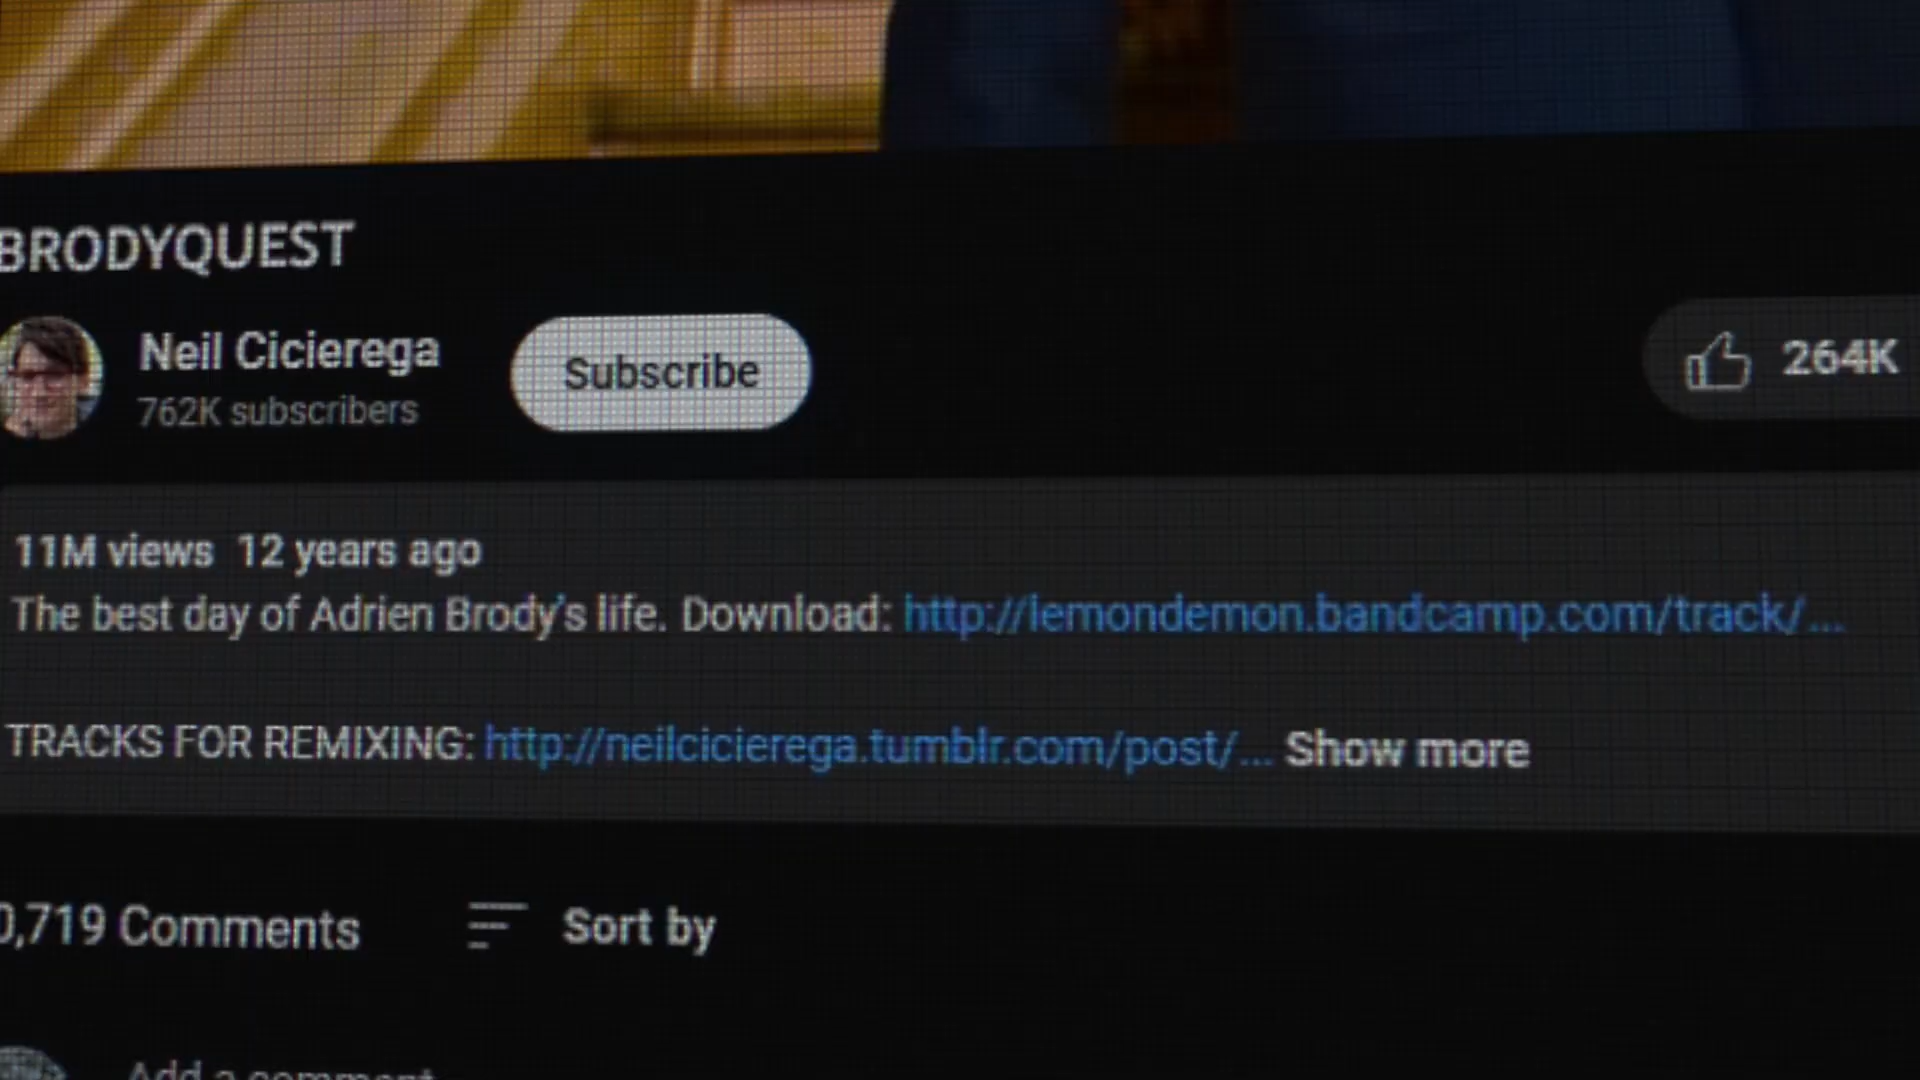 BRODYQUEST
Neil Cicierega
762K subscribers
Subscribe
264K
11M views 12 years ago
The best day of Adrien Brody's life. Download: http://lemondemon.bandcamp.com/track/...
TRACKS FOR REMIXING: http://neilcicierega.tumblr.com/post/... Show more
0,719 Comments
Sort by
Add a comment